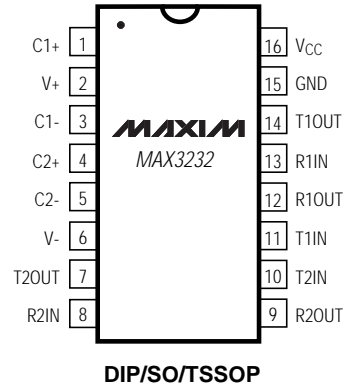 C1+ 1 16 VCC
V+ 2 15 GND
C1- 3 MAXIM 14 T1OUT
C2+ 4 MAX3232 13 R1IN
C2- 5 12 R1OUT
V- 6 11 T1IN
T2OUT 7 10 T2IN
R2IN 8 9 R2OUT
DIP/SO/TSSOP